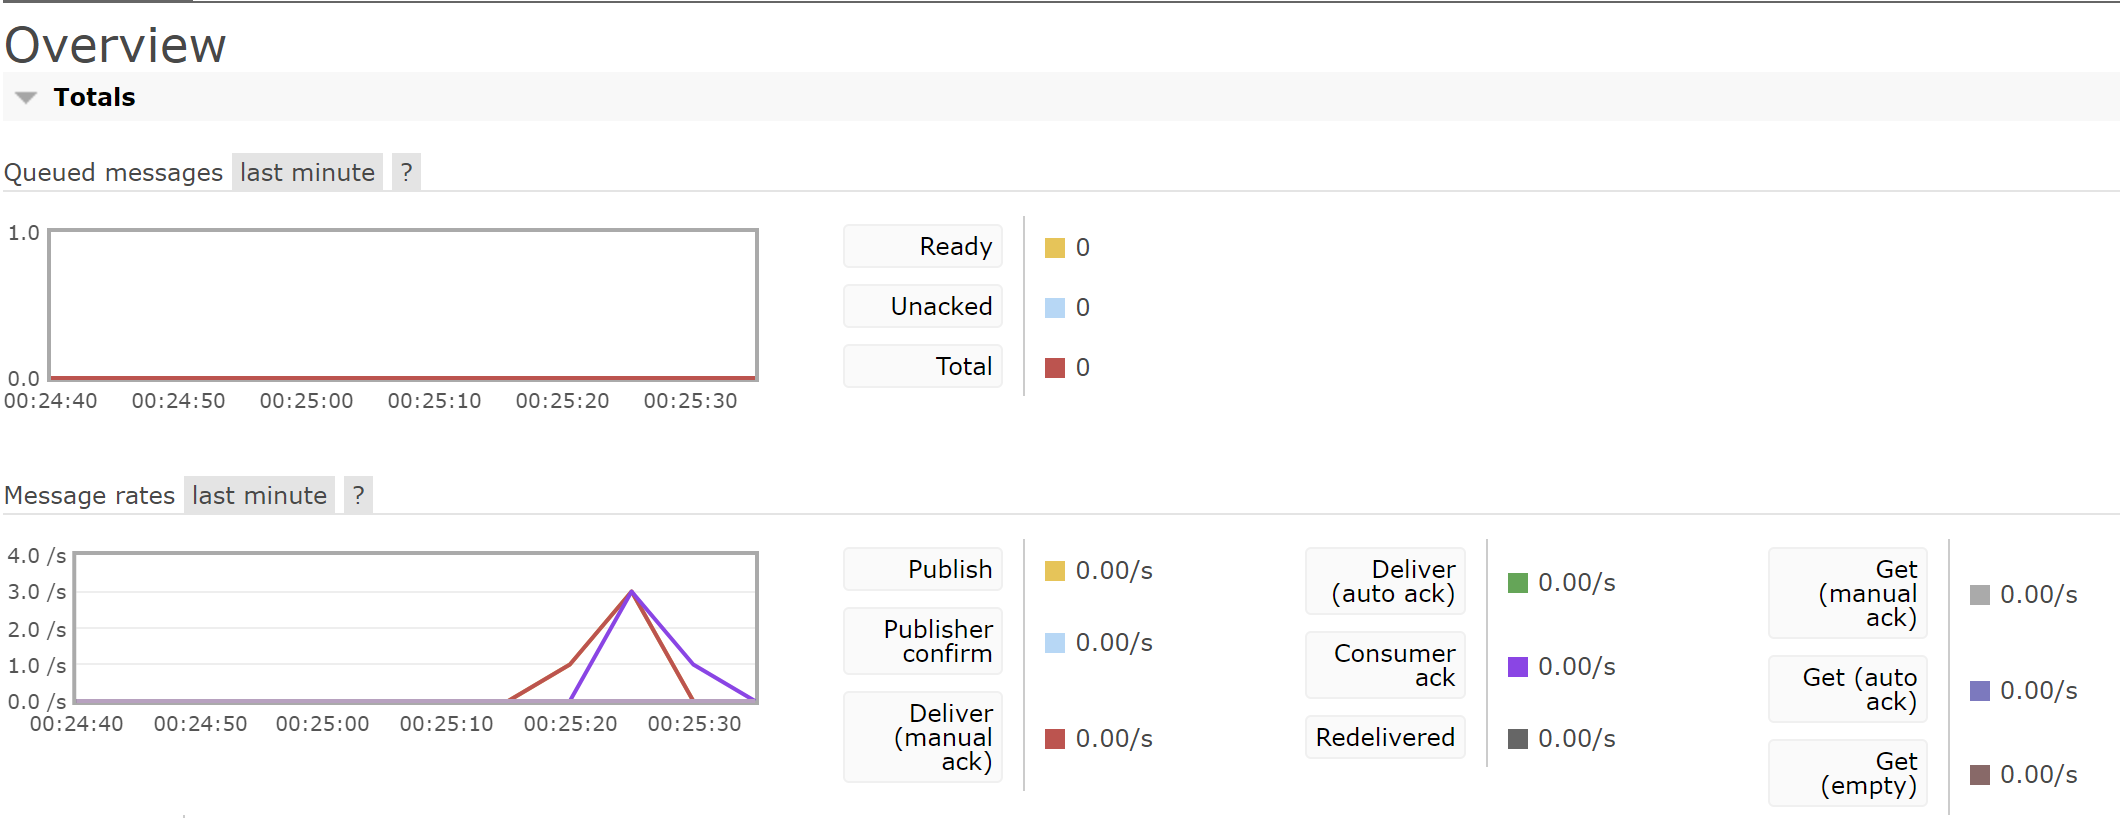 Overview
Totals
Queued messages last minute ?
1.0
0.0
00:24:40 00:24:50 00:25:00 00:25:10 00:25:20 00:25:30
Ready 0
Unacked 0
Total 0
Message rates last minute ?
4.0 /s
3.0 /s
2.0 /s
1.0 /s
0.0 /s
00:24:40 00:24:50 00:25:00 00:25:10 00:25:20 00:25:30
Publish 0.00/s
Publisher
confirm 0.00/s
Deliver
(manual
ack) 0.00/s
Deliver
(auto ack) 0.00/s
Consumer
ack 0.00/s
Redelivered 0.00/s
Get
(manual
ack) 0.00/s
Get (auto
ack) 0.00/s
Get
(empty) 0.00/s